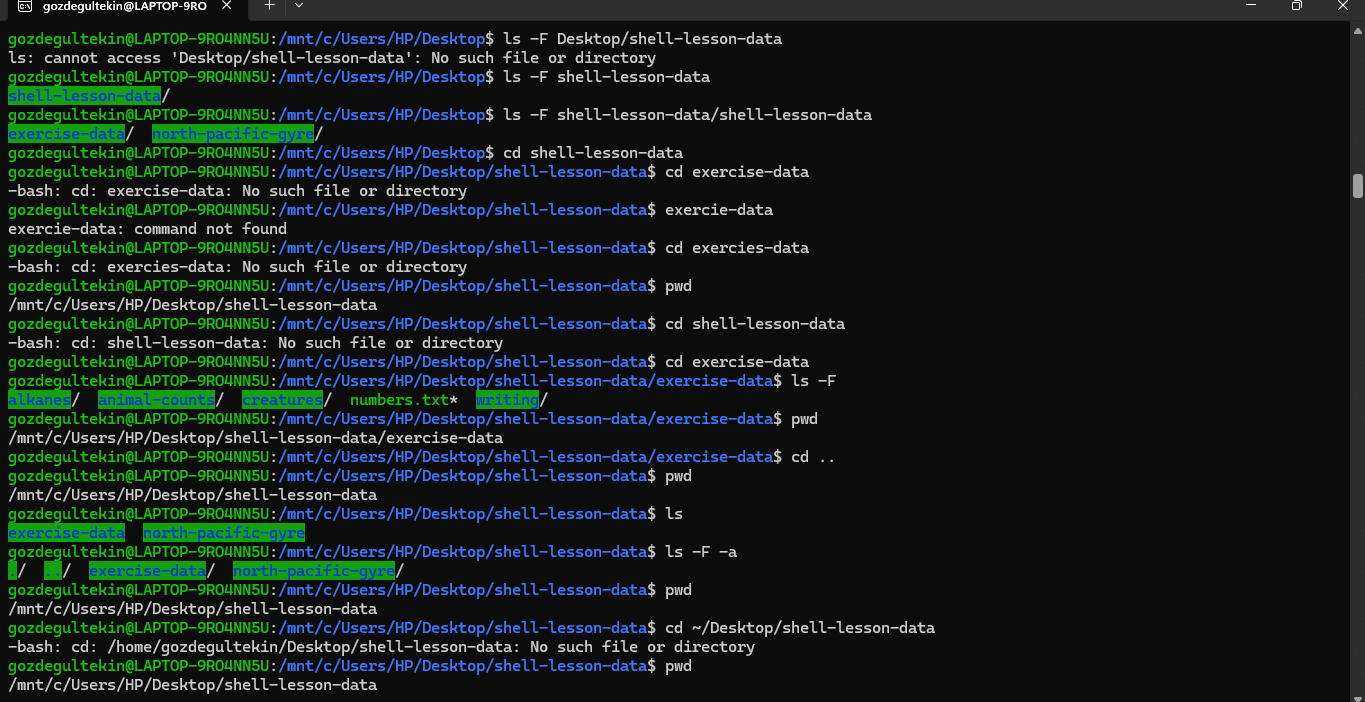 gozdegultekin@LAPTOP-9RO
gozdegultekin@LAPTOP-9RO4NN5U:/mnt/c/Users/HP/Desktop$ ls -F Desktop/shell-lesson-data
ls: cannot access 'Desktop/shell-lesson-data': No such file or directory
gozdegultekin@LAPTOP-9RO4NN5U:/mnt/c/Users/HP/Desktop$ ls -F shell-lesson-data
shell-lesson-data/
gozdegultekin@LAPTOP-9RO4NN5U:/mnt/c/Users/HP/Desktop$ ls -F shell-lesson-data/shell-lesson-data
exercise-data/  north-pacific-gyre/
gozdegultekin@LAPTOP-9RO4NN5U:/mnt/c/Users/HP/Desktop$ cd shell-lesson-data
gozdegultekin@LAPTOP-9RO4NN5U:/mnt/c/Users/HP/Desktop/shell-lesson-data$ cd exercise-data
-bash: cd: exercise-data: No such file or directory
gozdegultekin@LAPTOP-9RO4NN5U:/mnt/c/Users/HP/Desktop/shell-lesson-data$ exercie-data
exercie-data: command not found
gozdegultekin@LAPTOP-9RO4NN5U:/mnt/c/Users/HP/Desktop/shell-lesson-data$ cd exercies-data
-bash: cd: exercies-data: No such file or directory
gozdegultekin@LAPTOP-9RO4NN5U:/mnt/c/Users/HP/Desktop/shell-lesson-data$ pwd
/mnt/c/Users/HP/Desktop/shell-lesson-data
gozdegultekin@LAPTOP-9RO4NN5U:/mnt/c/Users/HP/Desktop/shell-lesson-data$ cd shell-lesson-data
-bash: cd: shell-lesson-data: No such file or directory
gozdegultekin@LAPTOP-9RO4NN5U:/mnt/c/Users/HP/Desktop/shell-lesson-data$ cd exercise-data
gozdegultekin@LAPTOP-9RO4NN5U:/mnt/c/Users/HP/Desktop/shell-lesson-data/exercise-data$ ls -F
alkanes/  animal-counts/  creatures/  numbers.txt*  writing/
gozdegultekin@LAPTOP-9RO4NN5U:/mnt/c/Users/HP/Desktop/shell-lesson-data/exercise-data$ pwd
/mnt/c/Users/HP/Desktop/shell-lesson-data/exercise-data
gozdegultekin@LAPTOP-9RO4NN5U:/mnt/c/Users/HP/Desktop/shell-lesson-data/exercise-data$ cd ..
gozdegultekin@LAPTOP-9RO4NN5U:/mnt/c/Users/HP/Desktop/shell-lesson-data$ pwd
/mnt/c/Users/HP/Desktop/shell-lesson-data
gozdegultekin@LAPTOP-9RO4NN5U:/mnt/c/Users/HP/Desktop/shell-lesson-data$ ls
exercise-data  north-pacific-gyre
gozdegultekin@LAPTOP-9RO4NN5U:/mnt/c/Users/HP/Desktop/shell-lesson-data$ ls -F -a
./  ../  exercise-data/  north-pacific-gyre/
gozdegultekin@LAPTOP-9RO4NN5U:/mnt/c/Users/HP/Desktop/shell-lesson-data$ pwd
/mnt/c/Users/HP/Desktop/shell-lesson-data
gozdegultekin@LAPTOP-9RO4NN5U:/mnt/c/Users/HP/Desktop/shell-lesson-data$ cd ~/Desktop/shell-lesson-data
-bash: cd: /home/gozdegultekin/Desktop/shell-lesson-data: No such file or directory
gozdegultekin@LAPTOP-9RO4NN5U:/mnt/c/Users/HP/Desktop/shell-lesson-data$ pwd
/mnt/c/Users/HP/Desktop/shell-lesson-data